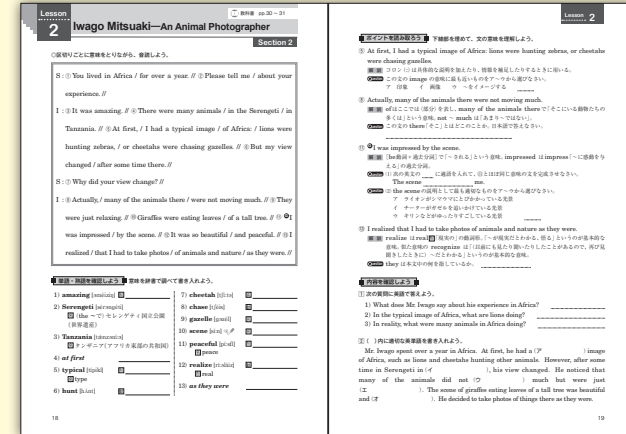 Lesson
2
Iwago Mitsuaki—An Animal Photographer
教科書 pp.30～31
Section 2
○区切りごとに意味をとりながら、音読しよう。
S : ① You lived in Africa / for over a year. // ② Please tell me / about your
experience. //
I : ③ It was amazing. // ④ There were many animals / in the Serengeti / in
Tanzania. // ⑤ At first, / I had a typical image / of Africa: / lions were
hunting zebras, / or cheetahs were chasing gazelles. // ⑥ But my view
changed / after some time there. //
S : ⑦ Why did your view change? //
I : ⑧ Actually, / many of the animals there / were not moving much. // ⑨ They
were just relaxing. // ⑩ Giraffes were eating leaves / of a tall tree. // ⑪ I
was impressed / by the scene. // ⑫ It was so beautiful / and peaceful. // ⑬ I
realized / that I had to take photos / of animals and nature / as they were. //
単語・熟語を確認しよう 意味を辞書で調べて書き入れよう。
1) amazing
2) Serengeti
(the ～で) セレンゲティ国立公園
(世界遺産)
3) Tanzania
タンザニア(アフリカ東部の共和国)
4) at first
5) typical
type
6) hunt
7) cheetah
8) chase
9) gazelle
10) scene
11) peaceful
peace
12) realize
real
13) as they were
18
Lesson 2
ポイントを読み取ろう 下線部を埋めて、文の意味を理解しよう。
⑤ At first, I had a typical image of Africa: lions were hunting zebras, or cheetahs
were chasing gazelles.
解説 コロン(:)は具体的な説明を加えたり、情報を補足したりするときに用いる。
この文の image の意味に最も近いものをア～ウから選びなさい。
ア 印象 イ 画像 ウ ～をイメージする
⑧ Actually, many of the animals there were not moving much.
解説 of はここでは〈部分〉を表し、many of the animals there で「そこにいる動物たちの
多くは」という意味。not ～ much は「あまり～ではない」。
この文の there「そこ」とはどこのことか、日本語で答えなさい。
⑪ I was impressed by the scene.
解説 〈be動詞＋過去分詞〉で「～される」という意味。impressed は impress「～に感動を与
える」の過去分詞。
(1) 次の英文の に適語を入れて、⑪とほぼ同じ意味の文を完成させなさい。
The scene me.
(2) the scene の説明として最も適切なものをア～ウから選びなさい。
ア ライオンがシマウマにとびかかっている光景
イ チーターがガゼルを追いかけている光景
ウ キリンなどがゆったりすごしている光景
⑬ I realized that I had to take photos of animals and nature as they were.
解説 realize は real「現実の」の動詞形。「～が現実だとわかる、悟る」というのが基本的な
意味。似た意味の recognize は「(以前に見聞いたりしたことがあるので、再び見
聞きしたときに) ～だとわかる」というのが基本的な意味。
they は本文中の何を指しているか。
内容を確認しよう
① 次の質問に英語で答えよう。
1) What does Mr. Iwago say about his experience in Africa?
2) In the typical image of Africa, what are lions doing?
3) In reality, what were many animals in Africa doing?
② ( )内に適切な英単語を書き入れよう。
Mr. Iwago spent over a year in Africa. At first, he had a (ア ) image
of Africa, such as lions and cheetahs hunting other animals. However, after some
time in Serengeti in (イ ), his view changed. He noticed that
many of the animals did not (ウ ) much but were just
(エ ). The scene of giraffes eating leaves of a tall tree was beautiful
and (オ ). He decided to take photos of things there as they were.
19